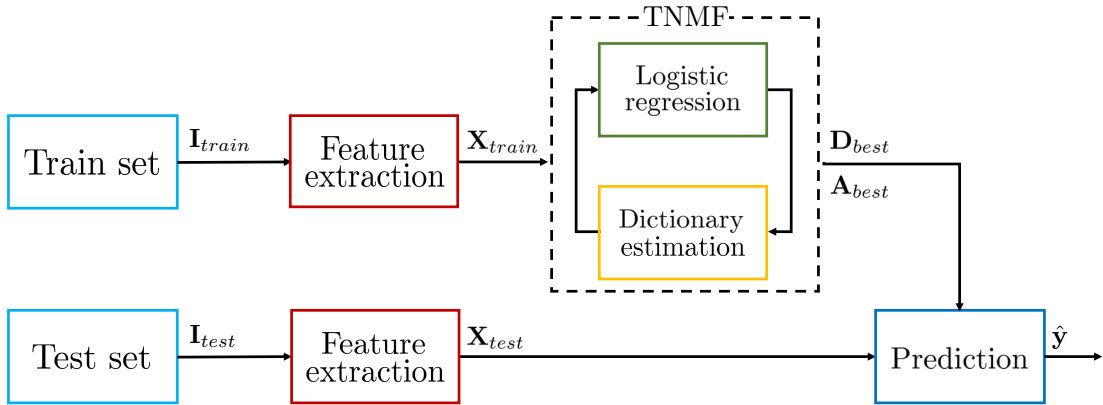 TNMF
Logistic
regression
Train set
I_train
Feature
extraction
X_train
D_best
A_best
Dictionary
estimation
Test set
I_test
Feature
extraction
X_test
Prediction
ŷ